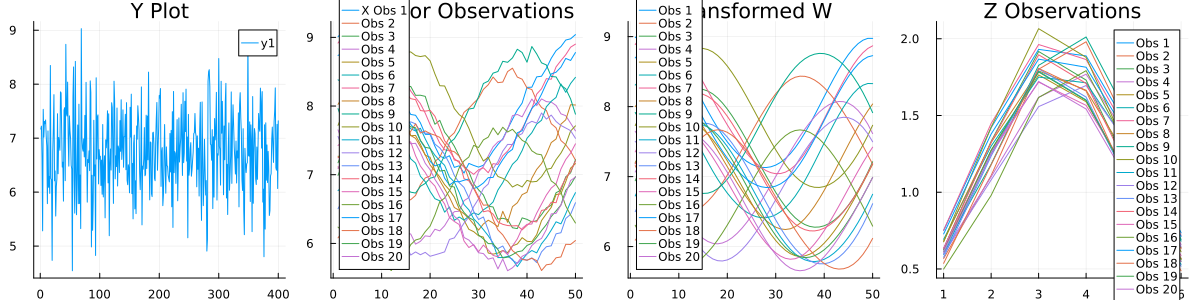 Y Plot
9
8
7
6
5
0
100
200
300
400
y1
or Observations
9
8
7
6
0
10
20
30
40
50
X Obs 1
Obs 2
Obs 3
Obs 4
Obs 5
Obs 6
Obs 7
Obs 8
Obs 9
Obs 10
Obs 11
Obs 12
Obs 13
Obs 14
Obs 15
Obs 16
Obs 17
Obs 18
Obs 19
Obs 20
ansformed W
9
8
7
6
0
10
20
30
40
50
Obs 1
Obs 2
Obs 3
Obs 4
Obs 5
Obs 6
Obs 7
Obs 8
Obs 9
Obs 10
Obs 11
Obs 12
Obs 13
Obs 14
Obs 15
Obs 16
Obs 17
Obs 18
Obs 19
Obs 20
Z Observations
2.0
1.5
1.0
0.5
1
2
3
4
5
Obs 1
Obs 2
Obs 3
Obs 4
Obs 5
Obs 6
Obs 7
Obs 8
Obs 9
Obs 10
Obs 11
Obs 12
Obs 13
Obs 14
Obs 15
Obs 16
Obs 17
Obs 18
Obs 19
Obs 20